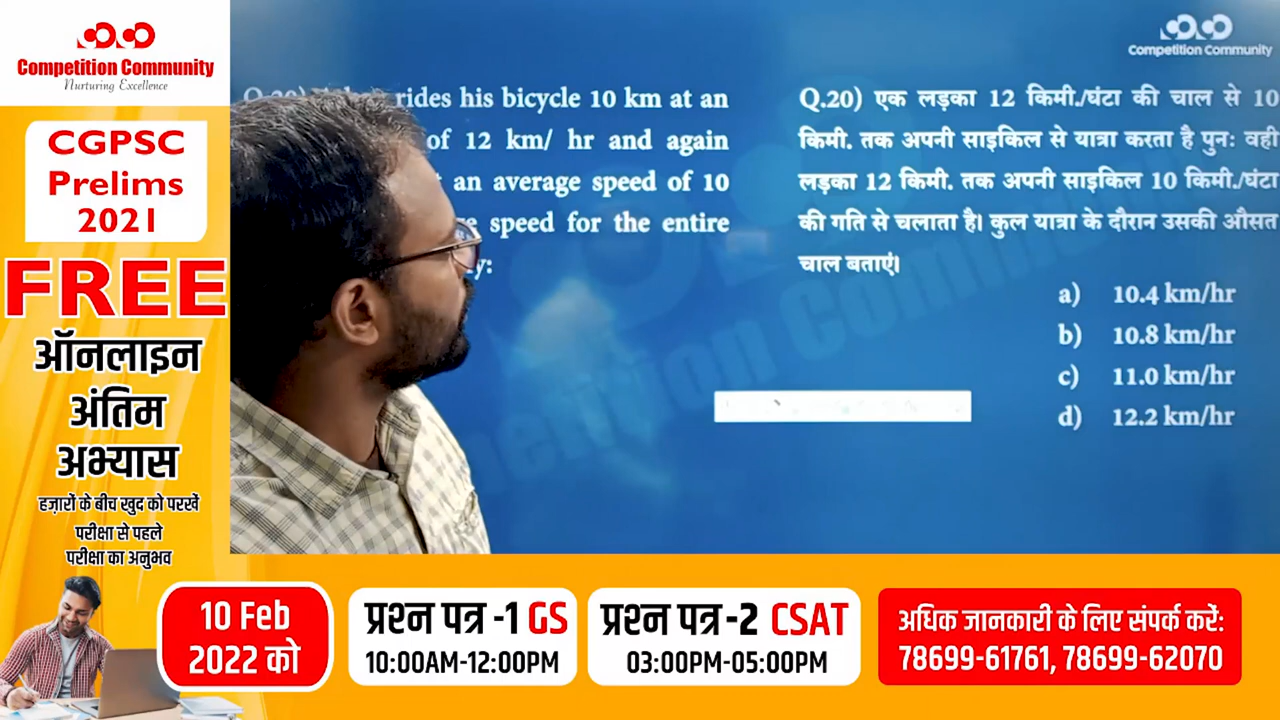 Competition Community
Nurturing Excellence
CGPSC
Prelims
2021
FREE
ऑनलाइन
अंतिम
अभ्यास
हज़ारों के बीच खुद को परखें
परीक्षा से पहले
परीक्षा का अनुभव
Competition Community
rides his bicycle 10 km at an
of 12 km/ hr and again
an average speed of 10
speed for the entire
Q.20) एक लड़का 12 किमी./घंटा की चाल से 10
किमी. तक अपनी साइकिल से यात्रा करता है पुन: वही
लड़का 12 किमी. तक अपनी साइकिल 10 किमी./घंटा
की गति से चलाता है। कुल यात्रा के दौरान उसकी औसत
चाल बताएं।
a) 10.4 km/hr
b) 10.8 km/hr
c) 11.0 km/hr
d) 12.2 km/hr
10 Feb
2022 को
प्रश्न पत्र -1 GS
10:00AM-12:00PM
प्रश्न पत्र -2 CSAT
03:00PM-05:00PM
अधिक जानकारी के लिए संपर्क करें:
78699-61761, 78699-62070